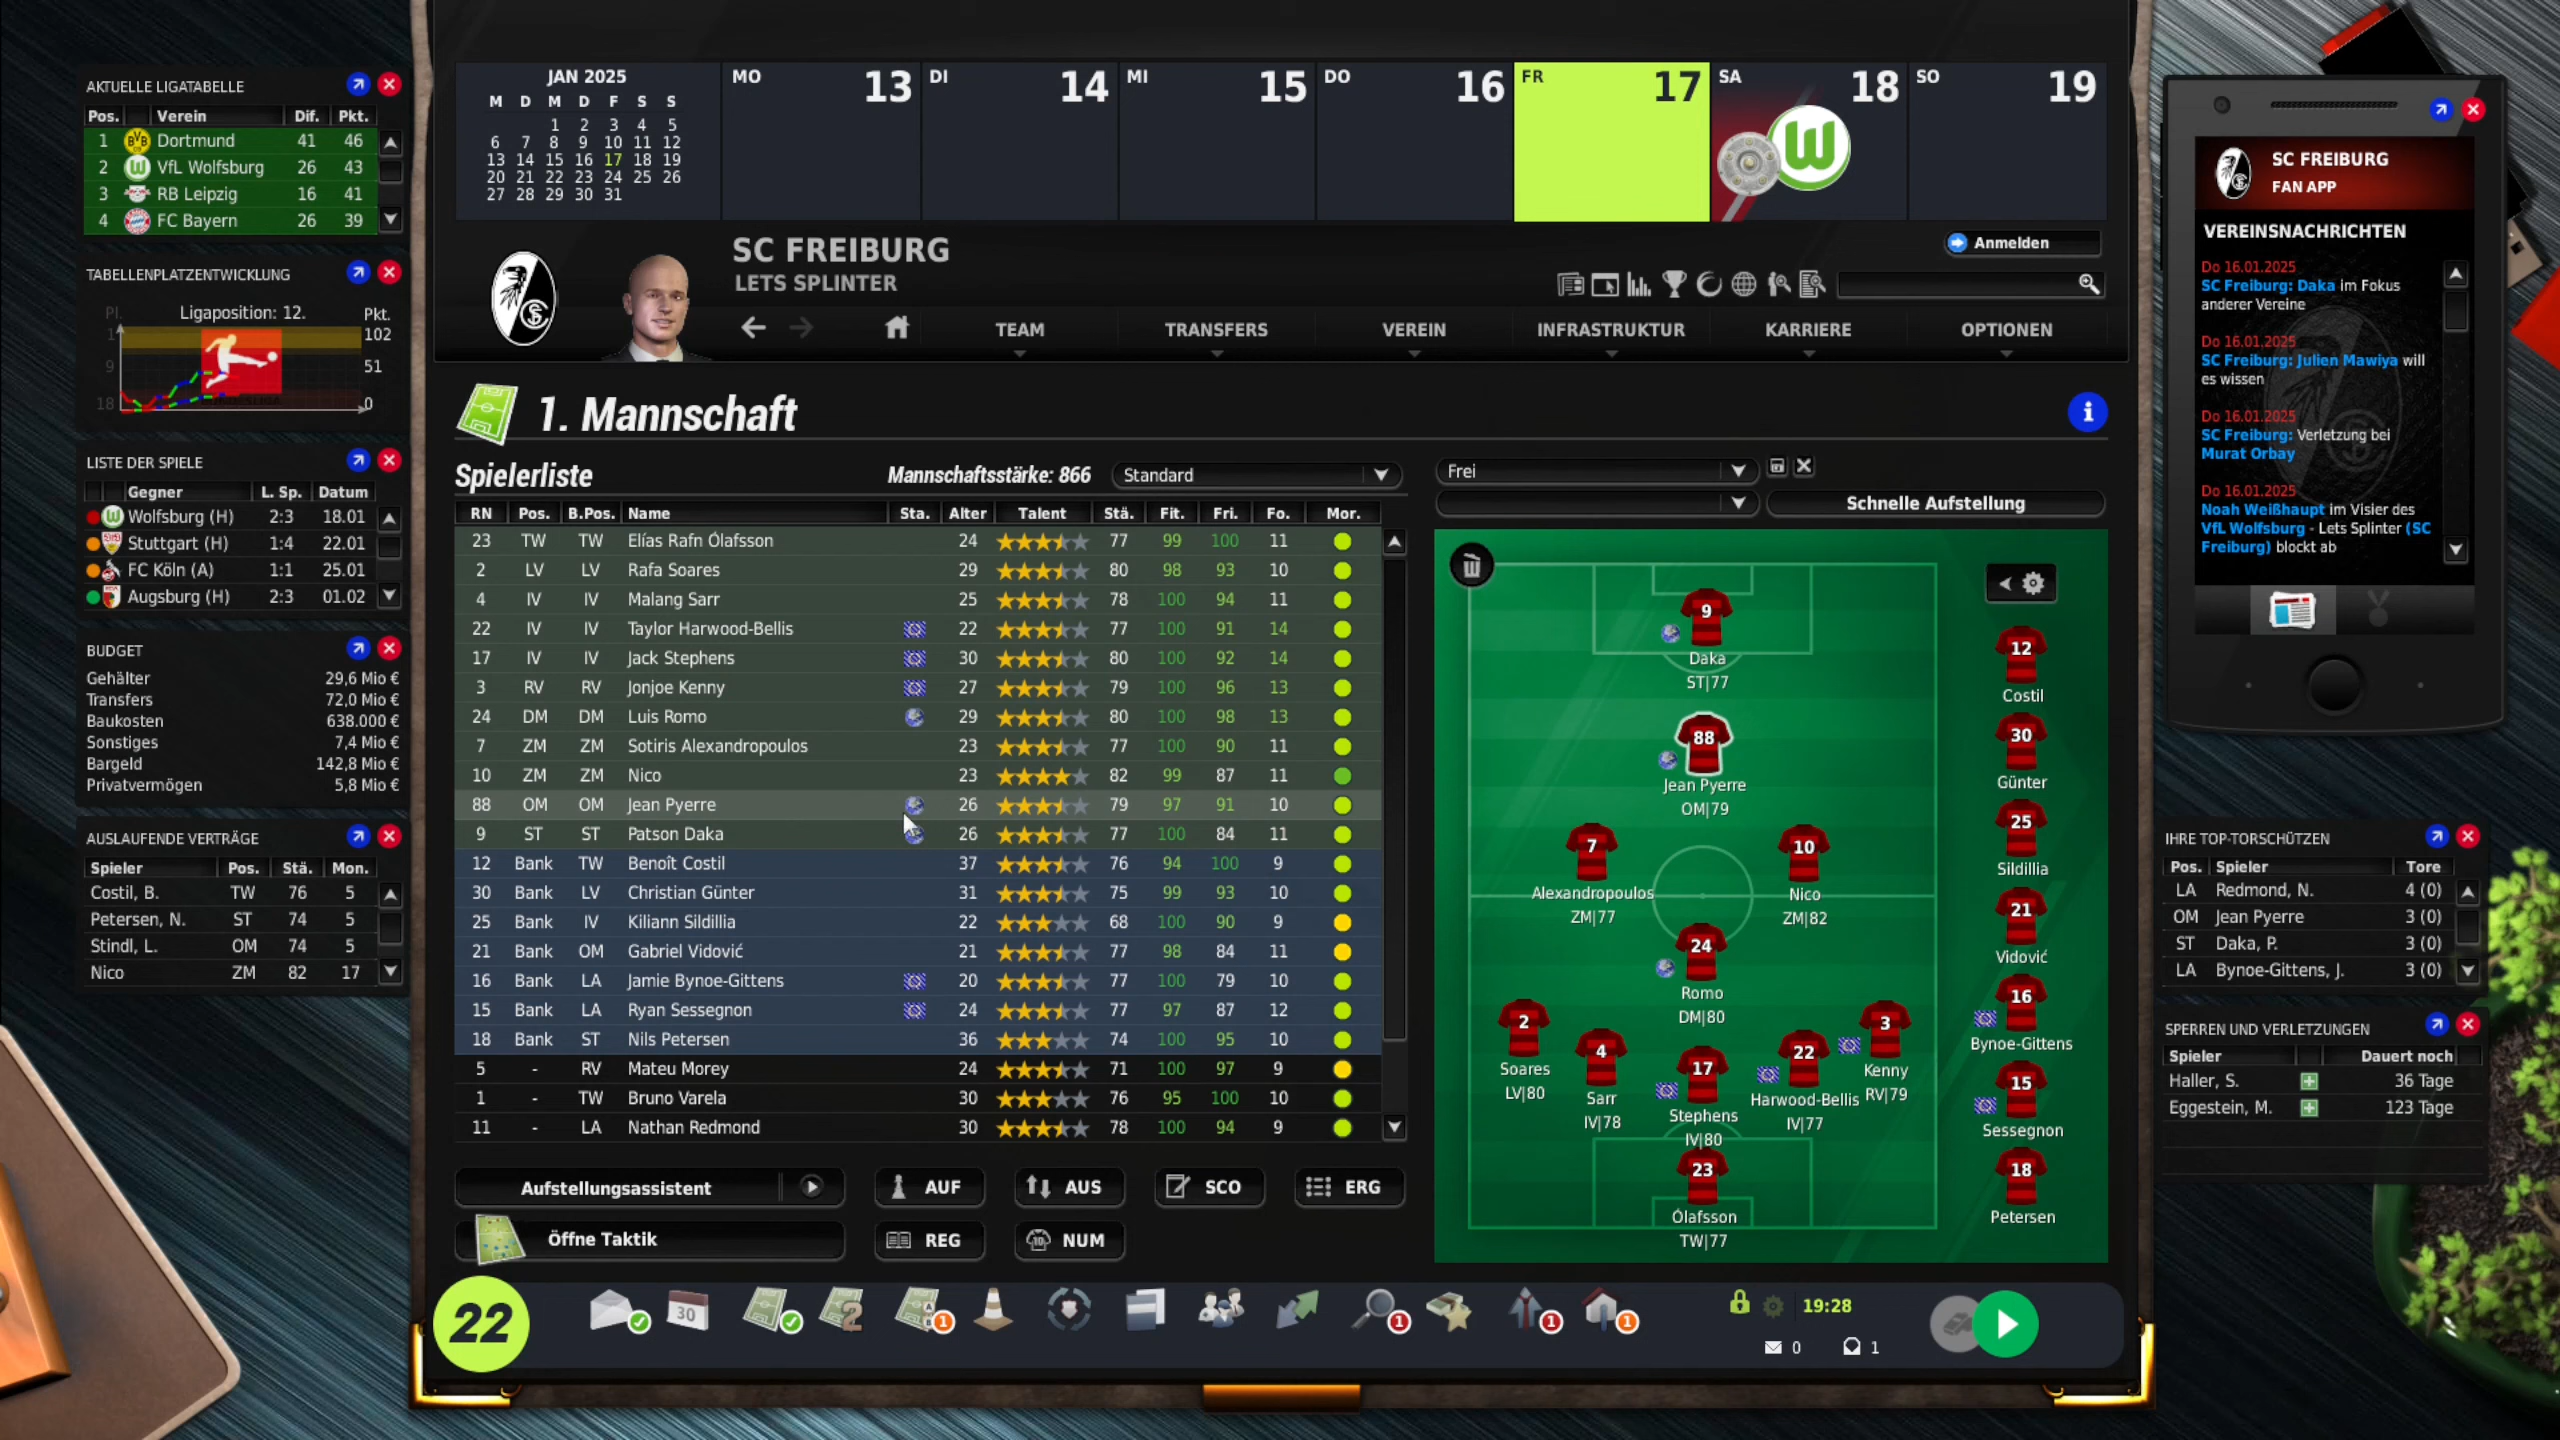 JAN 2025
M D M D F S S
1 2 3 4 5
6 7 8 9 10 11 12
13 14 15 16 17 18 19
20 21 22 23 24 25 26
27 28 29 30 31
MO 13
DI 14
MI 15
DO 16
FR 17
SA 18
SO 19
AKTUELLE LIGATABELLE
Pos. Verein Dif. Pkt.
1 Dortmund 41 46
2 VfL Wolfsburg 26 43
3 RB Leipzig 16 41
4 FC Bayern 26 39
TABELLENPLATZENTWICKLUNG
Pl. Ligaposition: 12. Pkt.
1 102
9 51
18 0
LISTE DER SPIELE
Gegner L. Sp. Datum
Wolfsburg (H) 2:3 18.01
Stuttgart (H) 1:4 22.01
FC Köln (A) 1:1 25.01
Augsburg (H) 2:3 01.02
BUDGET
Gehälter 29,6 Mio €
Transfers 72,0 Mio €
Baukosten 638.000 €
Sonstiges 7,4 Mio €
Bargeld 142,8 Mio €
Privatvermögen 5,8 Mio €
AUSLAUFENDE VERTRÄGE
Spieler Pos. Stä. Mon.
Costil, B. TW 76 5
Petersen, N. ST 74 5
Stindl, L. OM 74 5
Nico ZM 82 17
SC FREIBURG
LETS SPLINTER
Anmelden
TEAM TRANSFERS VEREIN INFRASTRUKTUR KARRIERE OPTIONEN
1. Mannschaft
Spielerliste Mannschaftsstärke: 866 Standard
RN Pos. B.Pos. Name Sta. Alter Talent Stä. Fit. Fri. Fo. Mor.
23 TW TW Elías Rafn Ólafsson 24 77 99 100 11
2 LV LV Rafa Soares 29 80 98 93 10
4 IV IV Malang Sarr 25 78 100 94 11
22 IV IV Taylor Harwood-Bellis 22 77 100 91 14
17 IV IV Jack Stephens 30 80 100 92 14
3 RV RV Jonjoe Kenny 27 79 100 96 13
24 DM DM Luis Romo 29 80 100 98 13
7 ZM ZM Sotiris Alexandropoulos 23 77 100 90 11
10 ZM ZM Nico 23 82 99 87 11
88 OM OM Jean Pyerre 26 79 97 91 10
9 ST ST Patson Daka 26 77 100 84 11
12 Bank TW Benoît Costil 37 76 94 100 9
30 Bank LV Christian Günter 31 75 99 93 10
25 Bank IV Kiliann Sildillia 22 68 100 90 9
21 Bank OM Gabriel Vidović 21 77 98 84 11
16 Bank LA Jamie Bynoe-Gittens 20 77 100 79 10
15 Bank LA Ryan Sessegnon 24 77 97 87 12
18 Bank ST Nils Petersen 36 74 100 95 10
5 - RV Mateu Morey 24 71 100 97 9
1 - TW Bruno Varela 30 76 95 100 10
11 - LA Nathan Redmond 30 78 100 94 9
Aufstellungsassistent AUF AUS SCO ERG
Öffne Taktik REG NUM
Frei
Schnelle Aufstellung
9
Daka
ST|77
88
Jean Pyerre
OM|79
7
Alexandropoulos
ZM|77
10
Nico
ZM|82
24
Romo
DM|80
2
Soares
LV|80
4
Sarr
IV|78
17
Stephens
IV|80
22
Harwood-Bellis
IV|77
3
Kenny
RV|79
23
Ólafsson
TW|77
12
Costil
30
Günter
25
Sildillia
21
Vidović
16
Bynoe-Gittens
15
Sessegnon
18
Petersen
22
30
2
1
1
1
1
19:28
0 1
SC FREIBURG
FAN APP
VEREINSNACHRICHTEN
Do 16.01.2025
SC Freiburg: Daka im Fokus
anderer Vereine
Do 16.01.2025
SC Freiburg: Julien Mawiya will
es wissen
Do 16.01.2025
SC Freiburg: Verletzung bei
Murat Orbay
Do 16.01.2025
Noah Weißhaupt im Visier des
VfL Wolfsburg - Lets Splinter (SC
Freiburg) blockt ab
IHRE TOP-TORSCHÜTZEN
Pos. Spieler Tore
LA Redmond, N. 4 (0)
OM Jean Pyerre 3 (0)
ST Daka, P. 3 (0)
LA Bynoe-Gittens, J. 3 (0)
SPERREN UND VERLETZUNGEN
Spieler Dauert noch
Haller, S. 36 Tage
Eggestein, M. 123 Tage